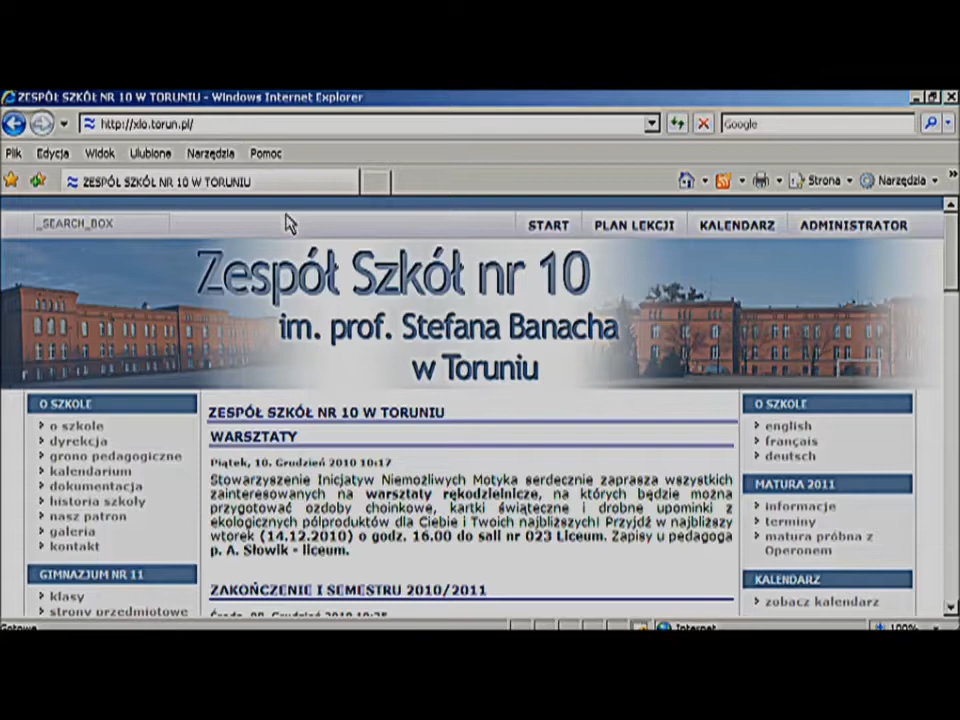 ZESPÓŁ SZKÓŁ NR 10 W TORUNIU - Windows Internet Explorer
http://xlo.torun.pl/
Google
Plik Edycja Widok Ulubione Narzędzia Pomoc
ZESPÓŁ SZKÓŁ NR 10 W TORUNIU
Strona Narzędzia
_SEARCH_BOX
START PLAN LEKCJI KALENDARZ ADMINISTRATOR
Zespół Szkół nr 10
im. prof. Stefana Banacha
w Toruniu
O SZKOLE
o szkole
dyrekcja
grono pedagogiczne
kalendarium
dokumentacja
historia szkoły
nasz patron
galeria
kontakt
GIMNAZJUM NR 11
klasy
strony przedmiotowe
ZESPÓŁ SZKÓŁ NR 10 W TORUNIU
WARSZTATY
Piątek, 10. Grudzień 2010 10:17
Stowarzyszenie Inicjatyw Niemożliwych Motyka serdecznie zaprasza wszystkich
zainteresowanych na warsztaty rękodzielnicze, na których będzie można
przygotować ozdoby choinkowe, kartki świąteczne i drobne upominki z
ekologicznych półproduktów dla Ciebie i Twoich najbliższych! Przyjdź w najbliższy
wtorek (14.12.2010) o godz. 16.00 do sali nr 023 Liceum. Zapisy u pedagoga
p. A. Słowik - liceum.
ZAKOŃCZENIE I SEMESTRU 2010/2011
O SZKOLE
english
français
deutsch
MATURA 2011
informacje
terminy
matura próbna z
Operonem
KALENDARZ
zobacz kalendarz
Gotowe
Internet
100%